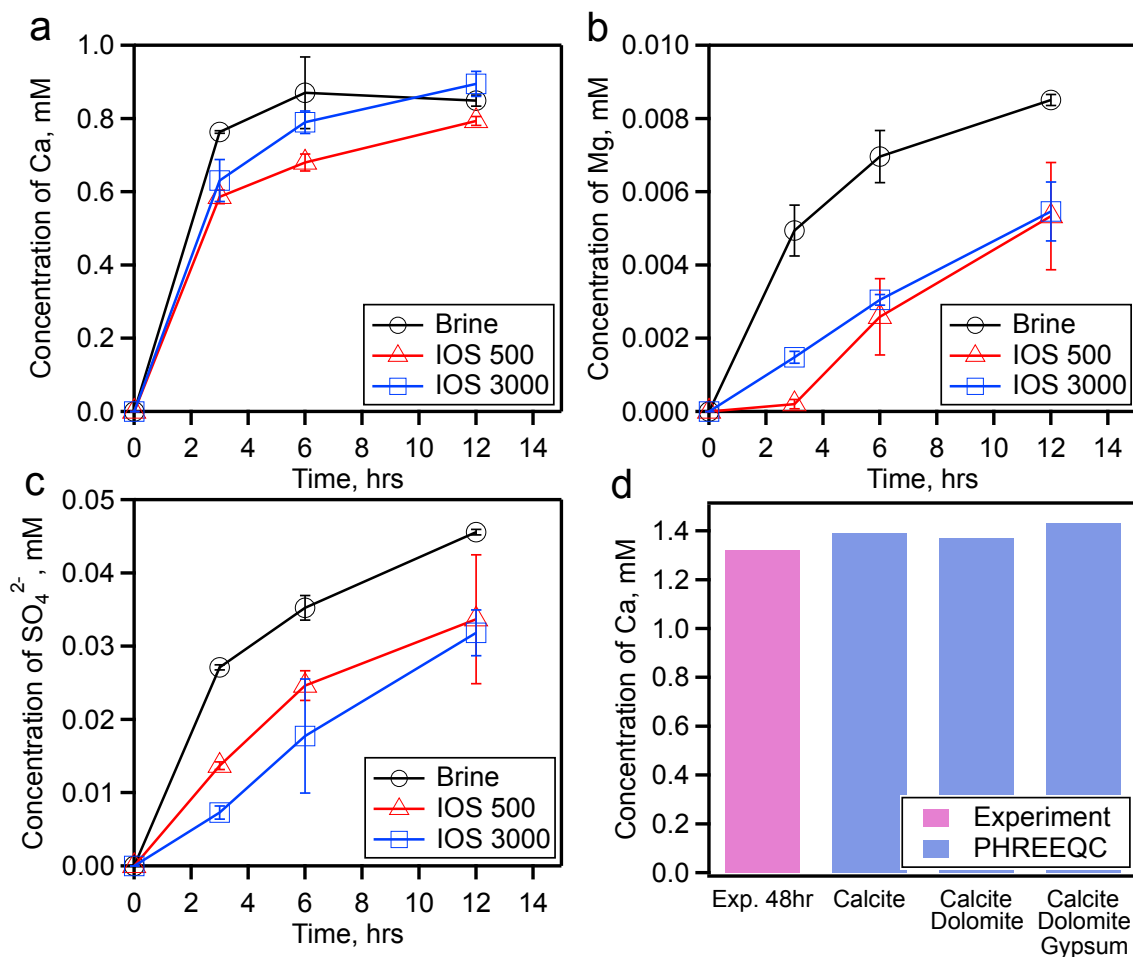 a
Concentration of Ca, mM
1.0
0.8
0.6
0.4
0.2
0.0
0 2 4 6 8 10 12 14
Time, hrs
Brine
IOS 500
IOS 3000
b
Concentration of Mg, mM
0.010
0.008
0.006
0.004
0.002
0.000
0 2 4 6 8 10 12 14
Time, hrs
Brine
IOS 500
IOS 3000
c
Concentration of SO₄²⁻, mM
0.05
0.04
0.03
0.02
0.01
0.00
0 2 4 6 8 10 12 14
Time, hrs
Brine
IOS 500
IOS 3000
d
Concentration of Ca, mM
1.4
1.2
1.0
0.8
0.6
0.4
0.2
0.0
Experiment
PHREEQC
Exp. 48hr
Calcite
Calcite
Dolomite
Calcite
Dolomite
Gypsum